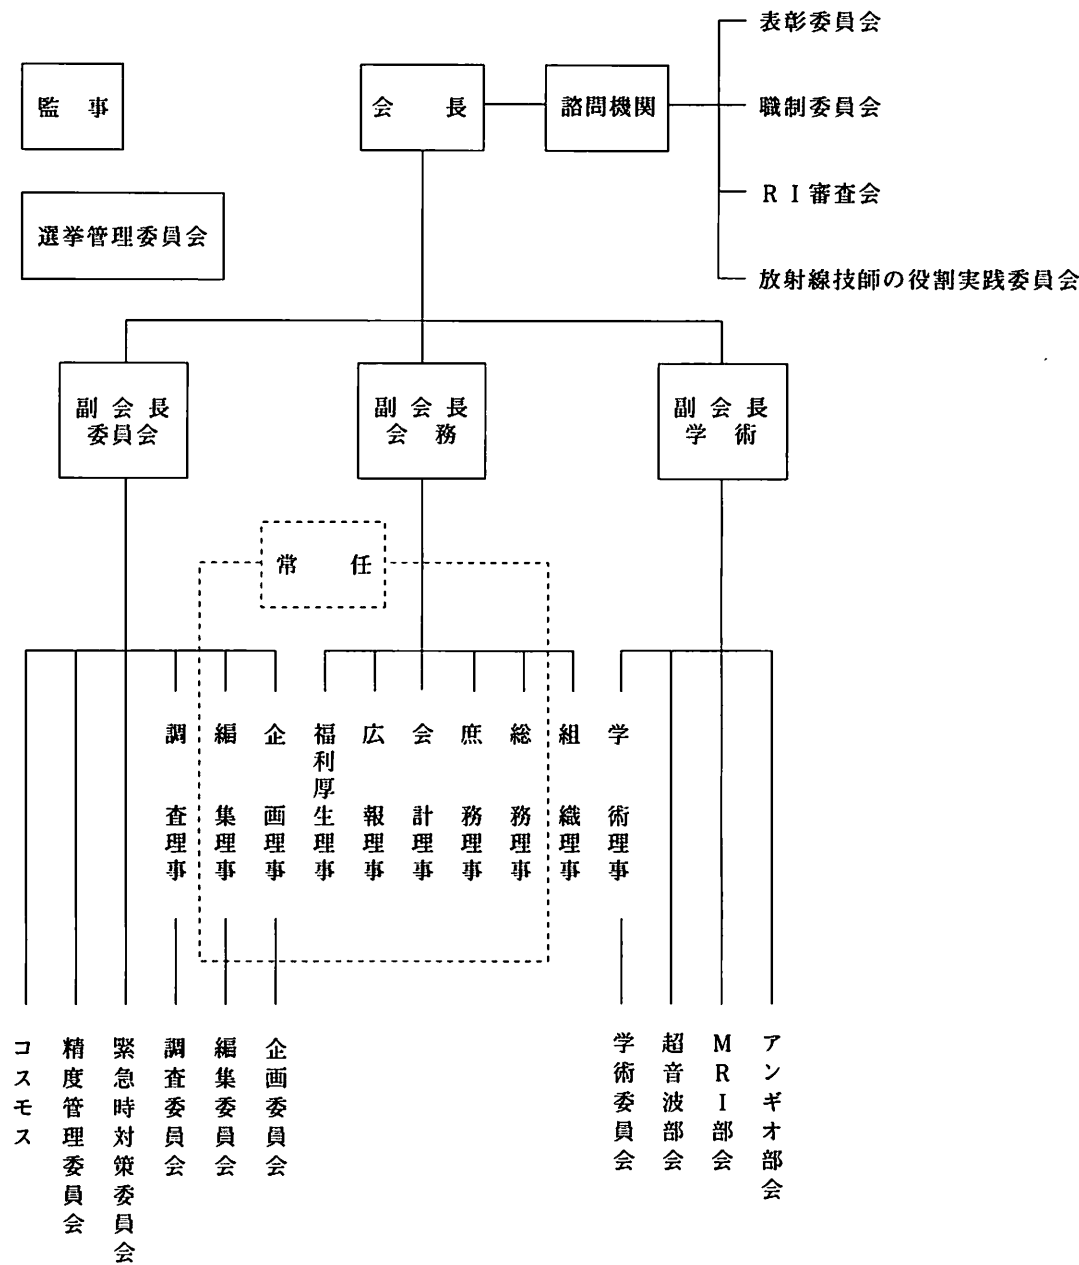 表彰委員会
監　事
会　長
諮問機関
職制委員会
ＲＩ審査会
選挙管理委員会
放射線技師の役割実践委員会
副会長
委員会
副会長
会　務
副会長
学　術
常　任
調査理事
編集理事
企画理事
福利厚生理事
広報理事
会計理事
庶務理事
総務理事
組織理事
学術理事
コスモス
精度管理委員会
緊急時対策委員会
調査委員会
編集委員会
企画委員会
学術委員会
超音波部会
ＭＲＩ部会
アンギオ部会